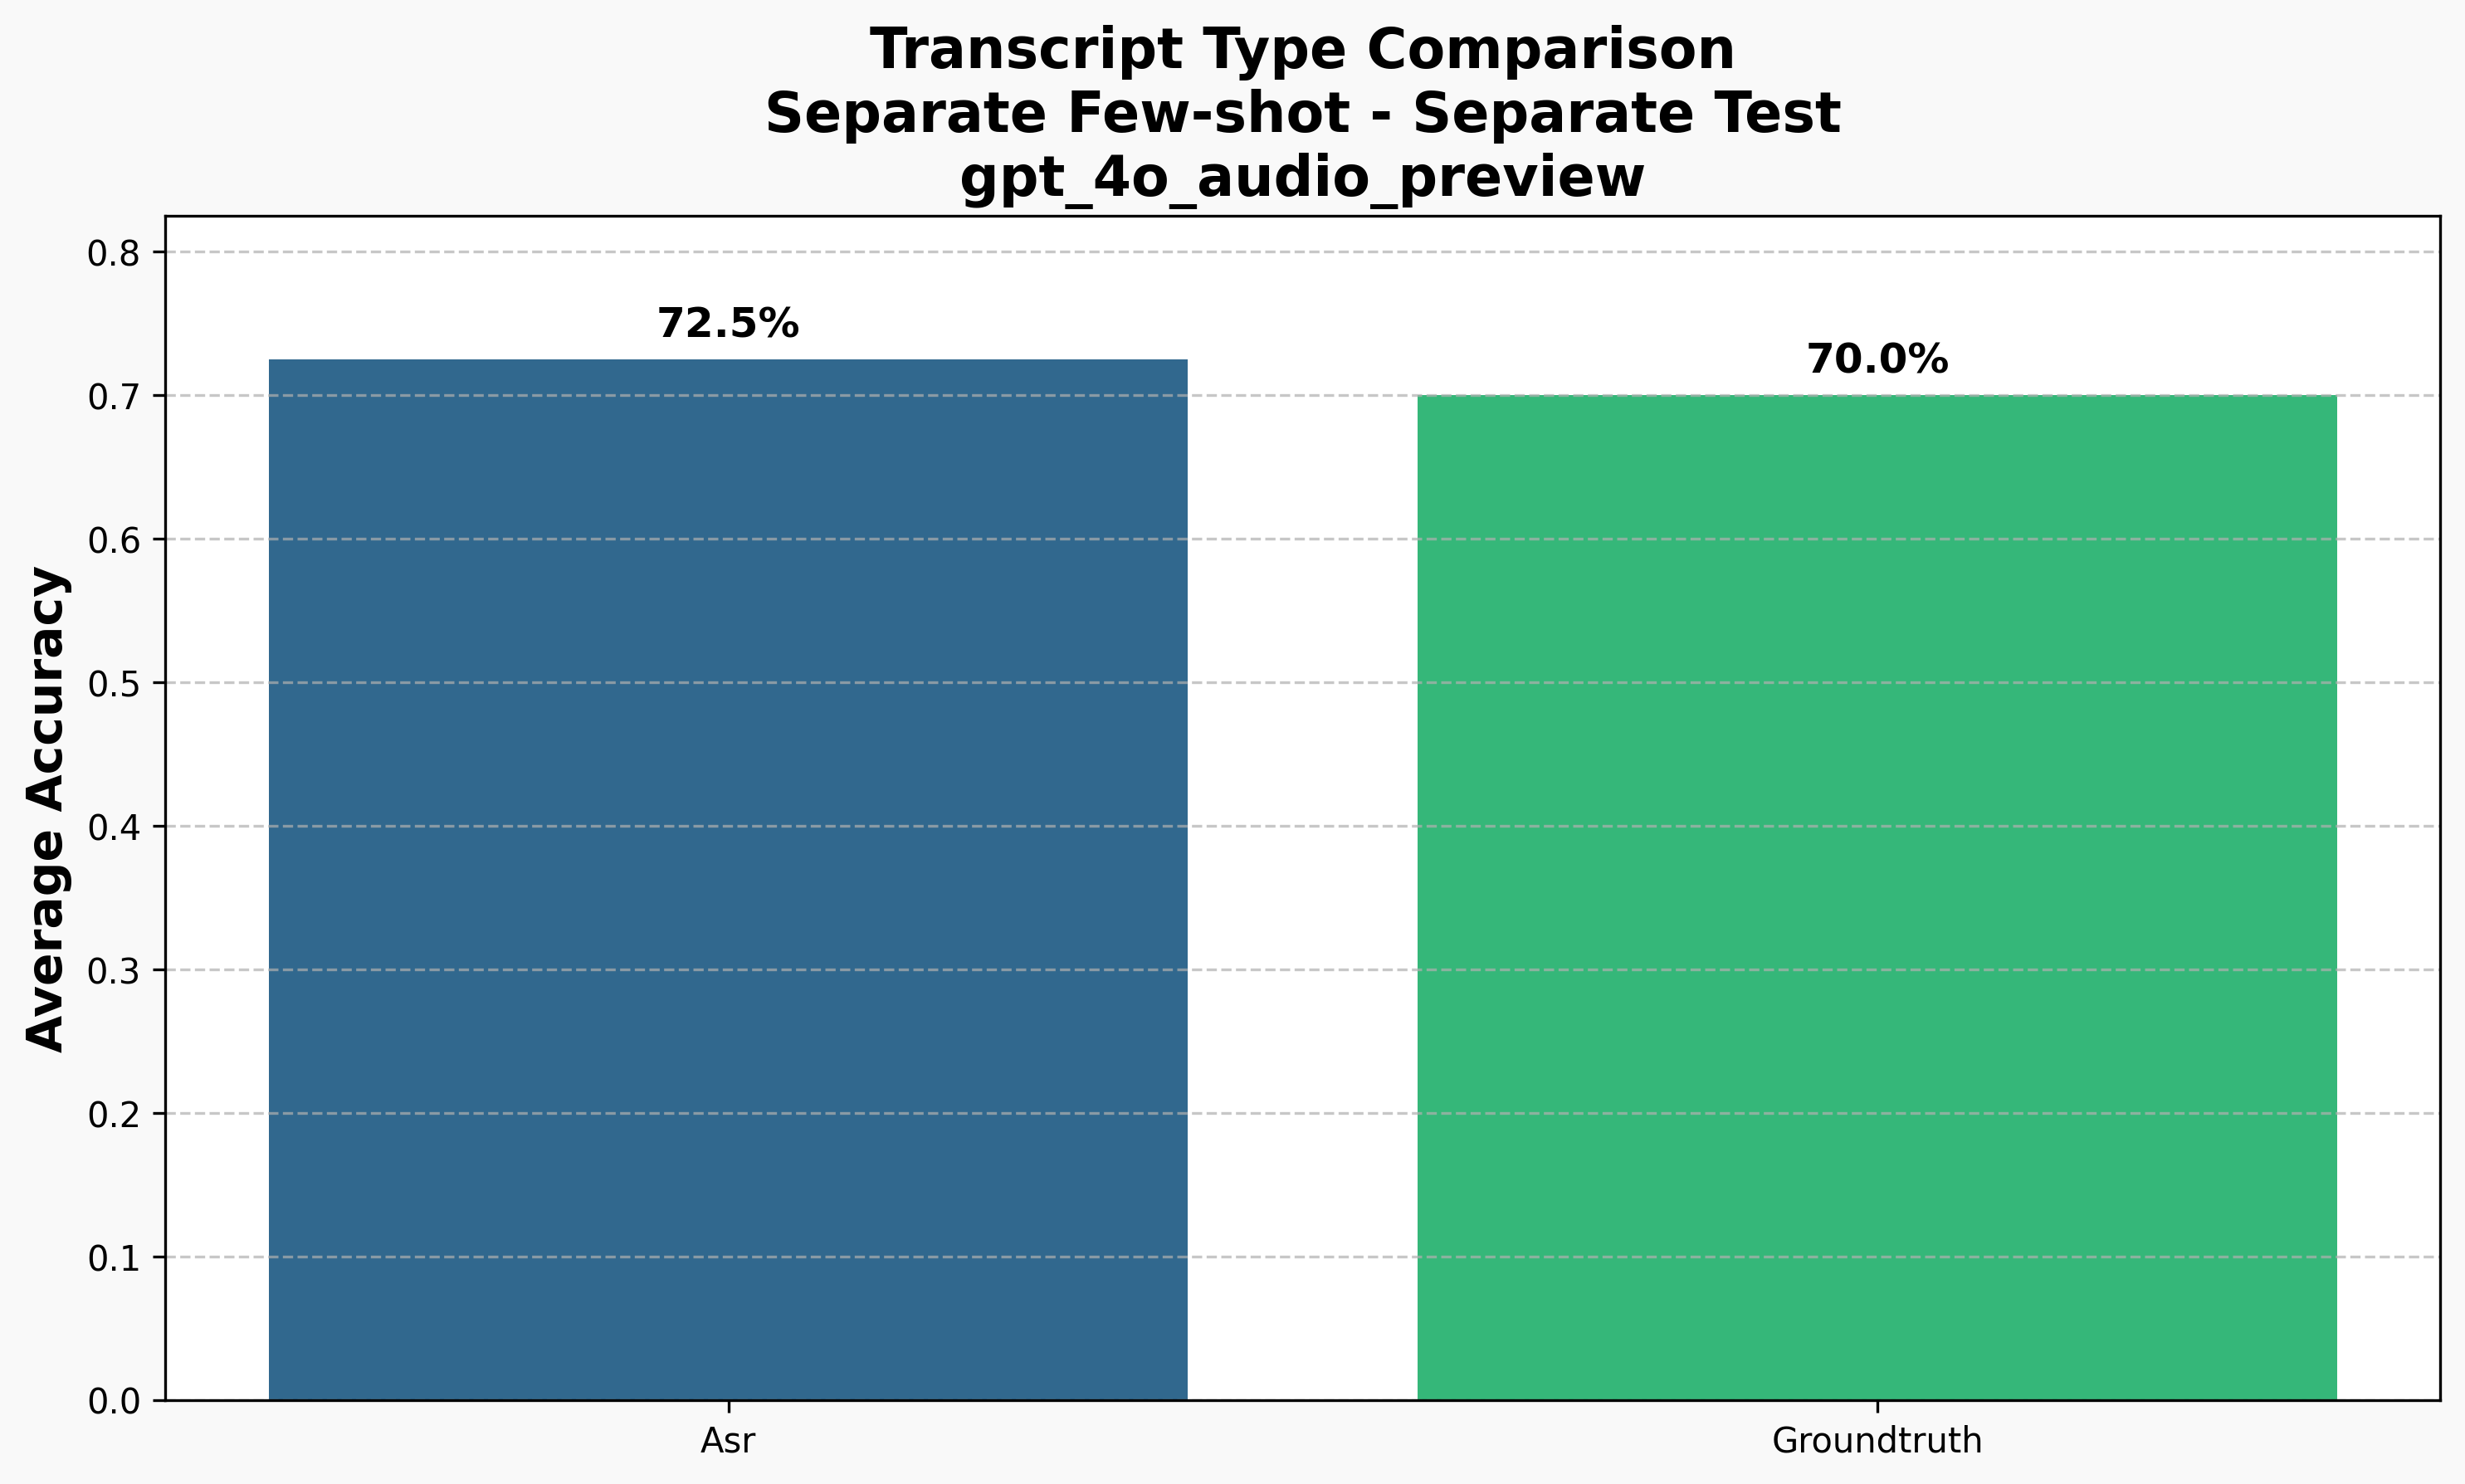 Transcript Type Comparison
Separate Few-shot - Separate Test
gpt_4o_audio_preview
Average Accuracy
0.8
0.7
0.6
0.5
0.4
0.3
0.2
0.1
0.0
72.5%
70.0%
Asr
Groundtruth